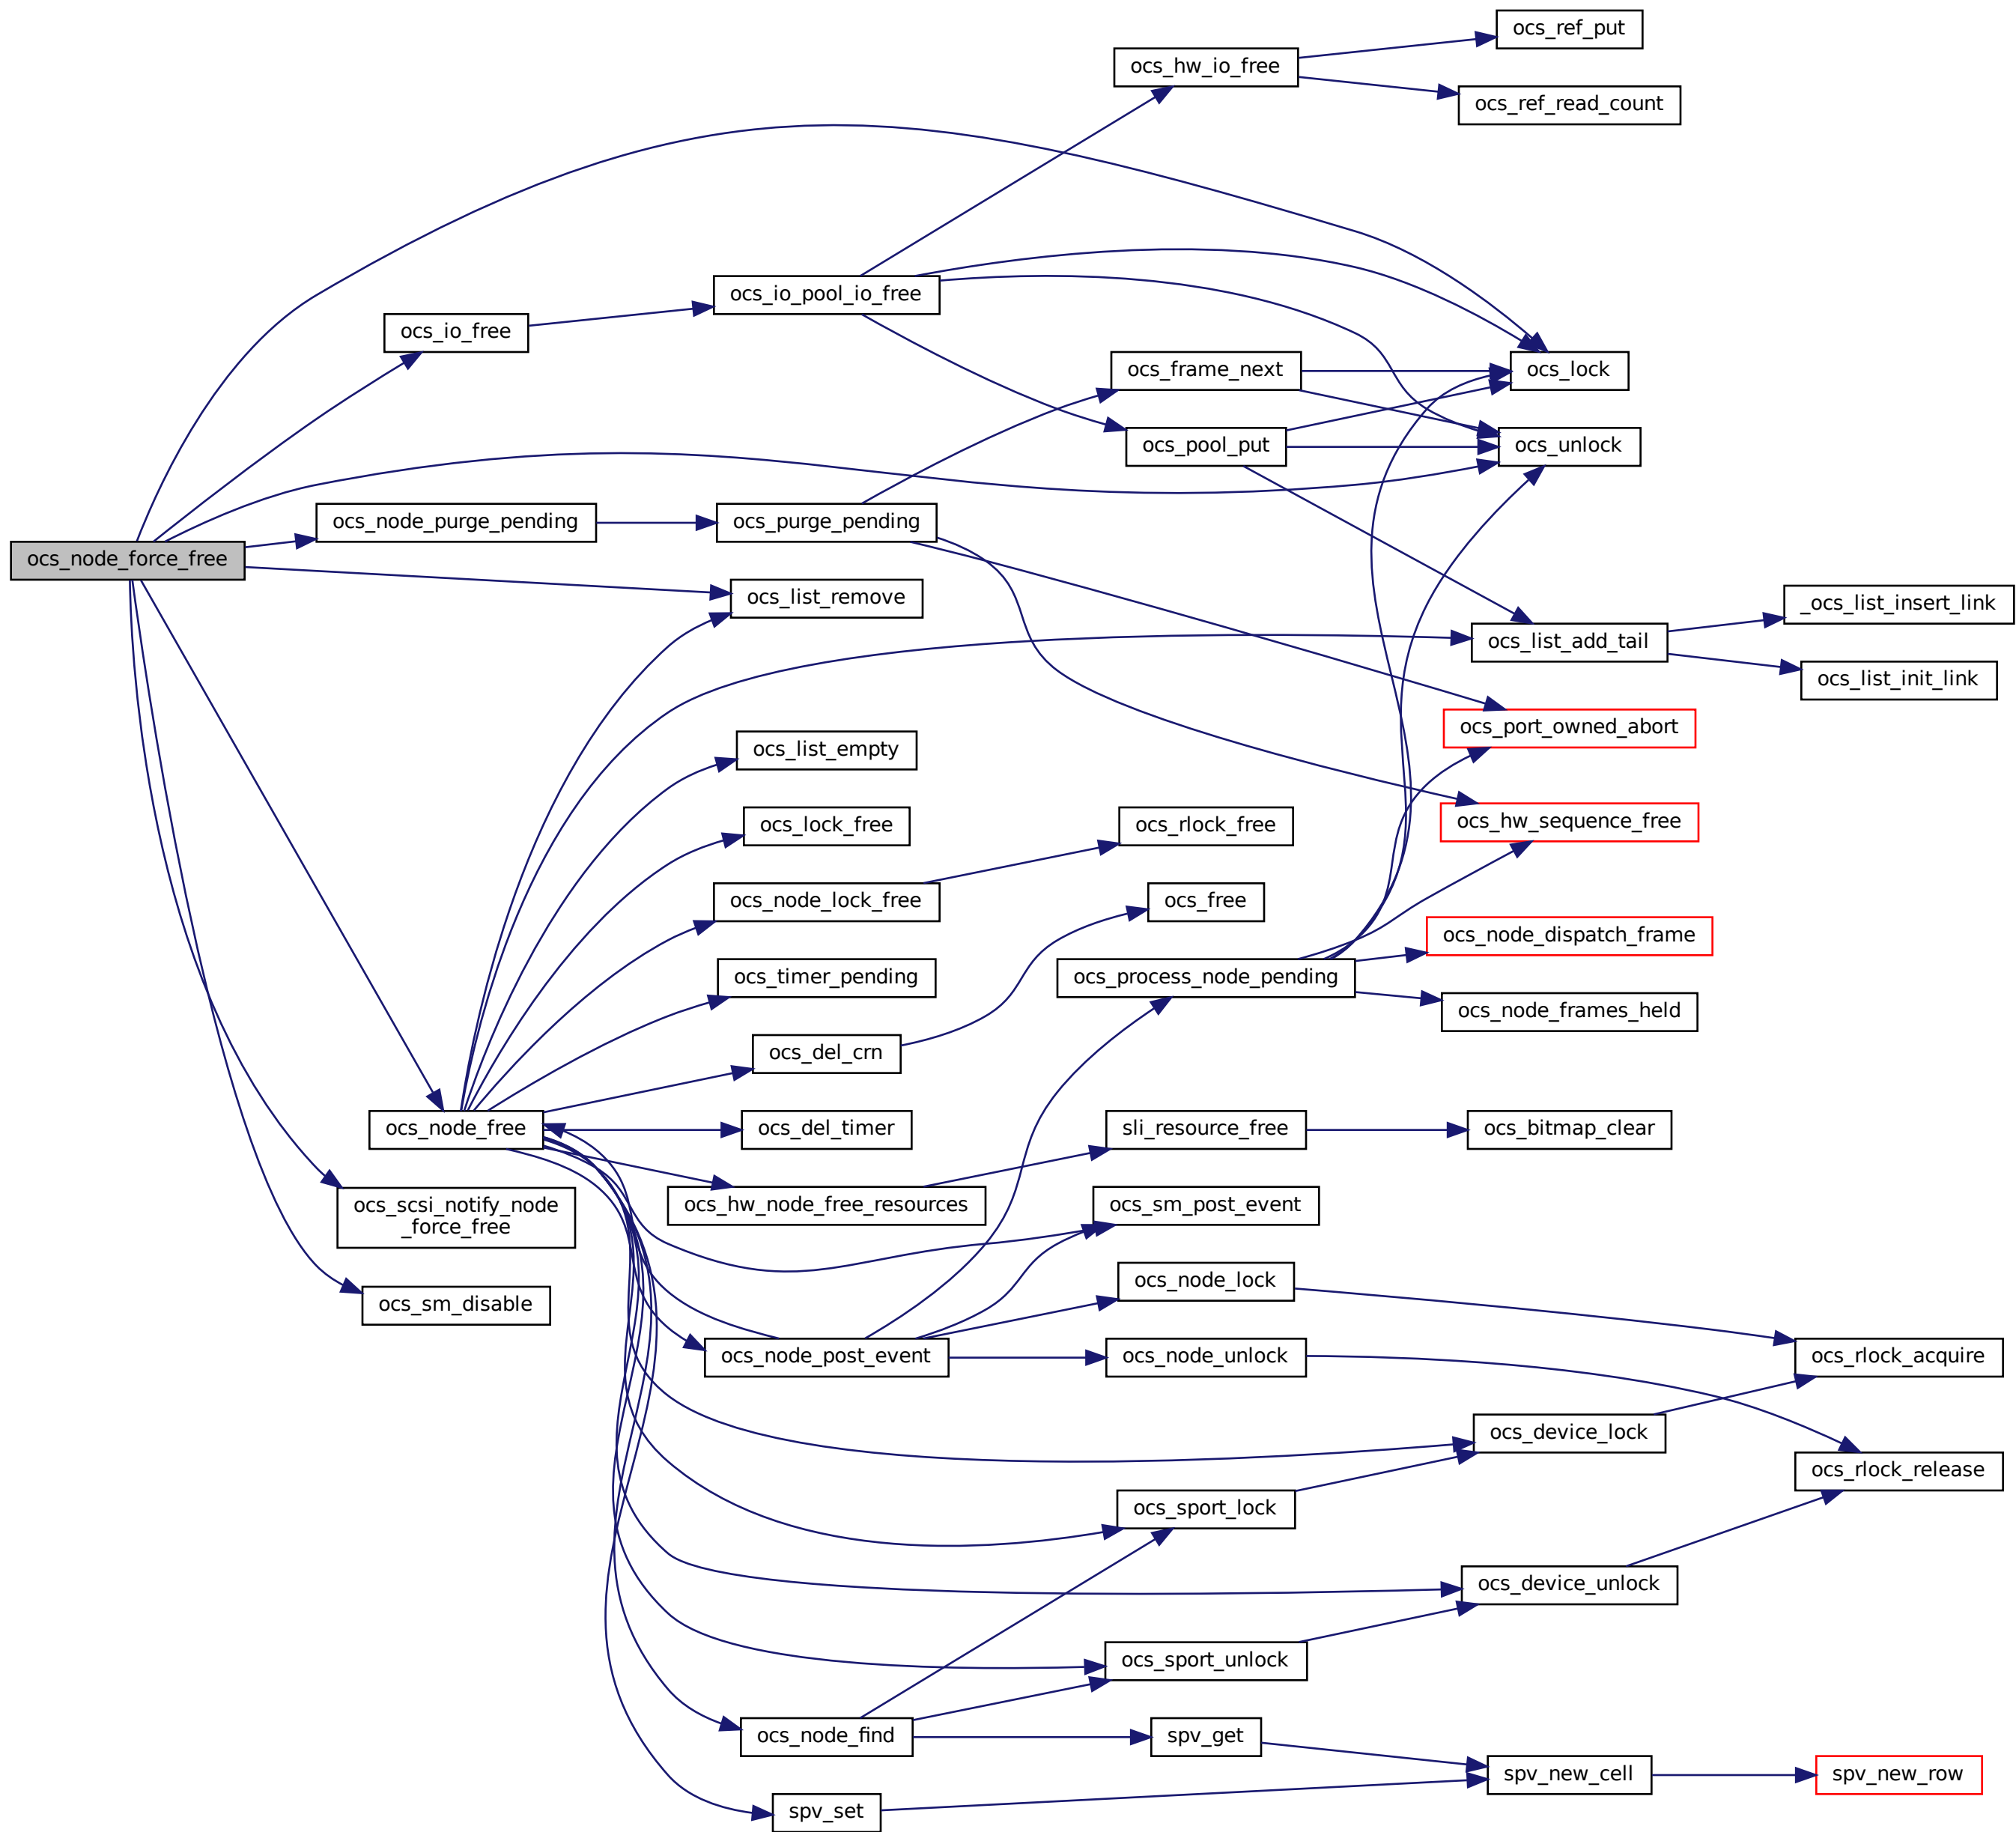 ocs_ref_put
ocs_hw_io_free
ocs_ref_read_count
ocs_io_pool_io_free
ocs_io_free
ocs_frame_next
ocs_lock
ocs_pool_put
ocs_unlock
ocs_node_purge_pending
ocs_purge_pending
ocs_node_force_free
ocs_list_remove
_ocs_list_insert_link
ocs_list_add_tail
ocs_list_init_link
ocs_port_owned_abort
ocs_list_empty
ocs_lock_free
ocs_rlock_free
ocs_hw_sequence_free
ocs_node_lock_free
ocs_free
ocs_node_dispatch_frame
ocs_timer_pending
ocs_process_node_pending
ocs_node_frames_held
ocs_del_crn
ocs_node_free
ocs_del_timer
sli_resource_free
ocs_bitmap_clear
ocs_scsi_notify_node
_force_free
ocs_hw_node_free_resources
ocs_sm_post_event
ocs_node_lock
ocs_sm_disable
ocs_node_post_event
ocs_node_unlock
ocs_rlock_acquire
ocs_device_lock
ocs_rlock_release
ocs_sport_lock
ocs_device_unlock
ocs_sport_unlock
ocs_node_find
spv_get
spv_new_cell
spv_new_row
spv_set